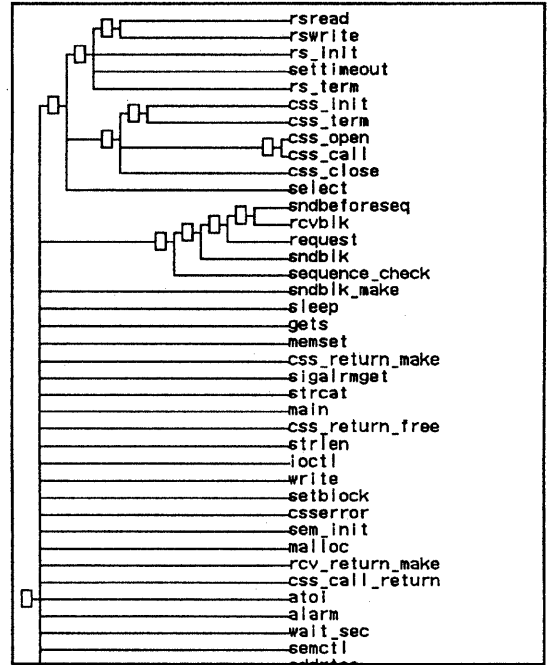 rsread
rswrite
rs_init
settimeout
rs_term
css_init
css_term
css_open
css_call
css_close
select
sndbeforeseq
rcvblk
request
sndblk
sequence_check
sndblk_make
sleep
gets
memset
css_return_make
sigalrmget
strcat
main
css_return_free
strlen
ioctl
write
setblock
csserror
sem_init
malloc
rcv_return_make
css_call_return
atoi
alarm
wait_sec
semctl